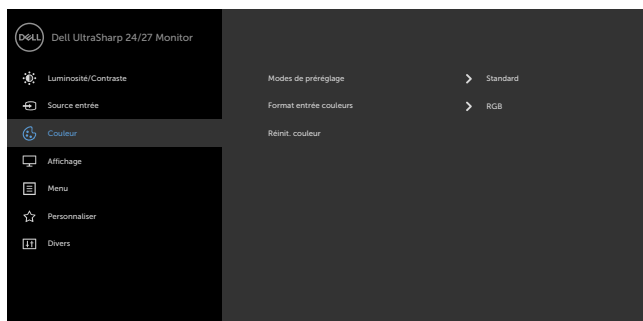 DELL
Dell UltraSharp 24/27 Monitor
Luminosité/Contraste
Modes de préréglage
Standard
Source entrée
Format entrée couleurs
RGB
Couleur
Réinit. couleur
Affichage
Menu
Personnaliser
Divers